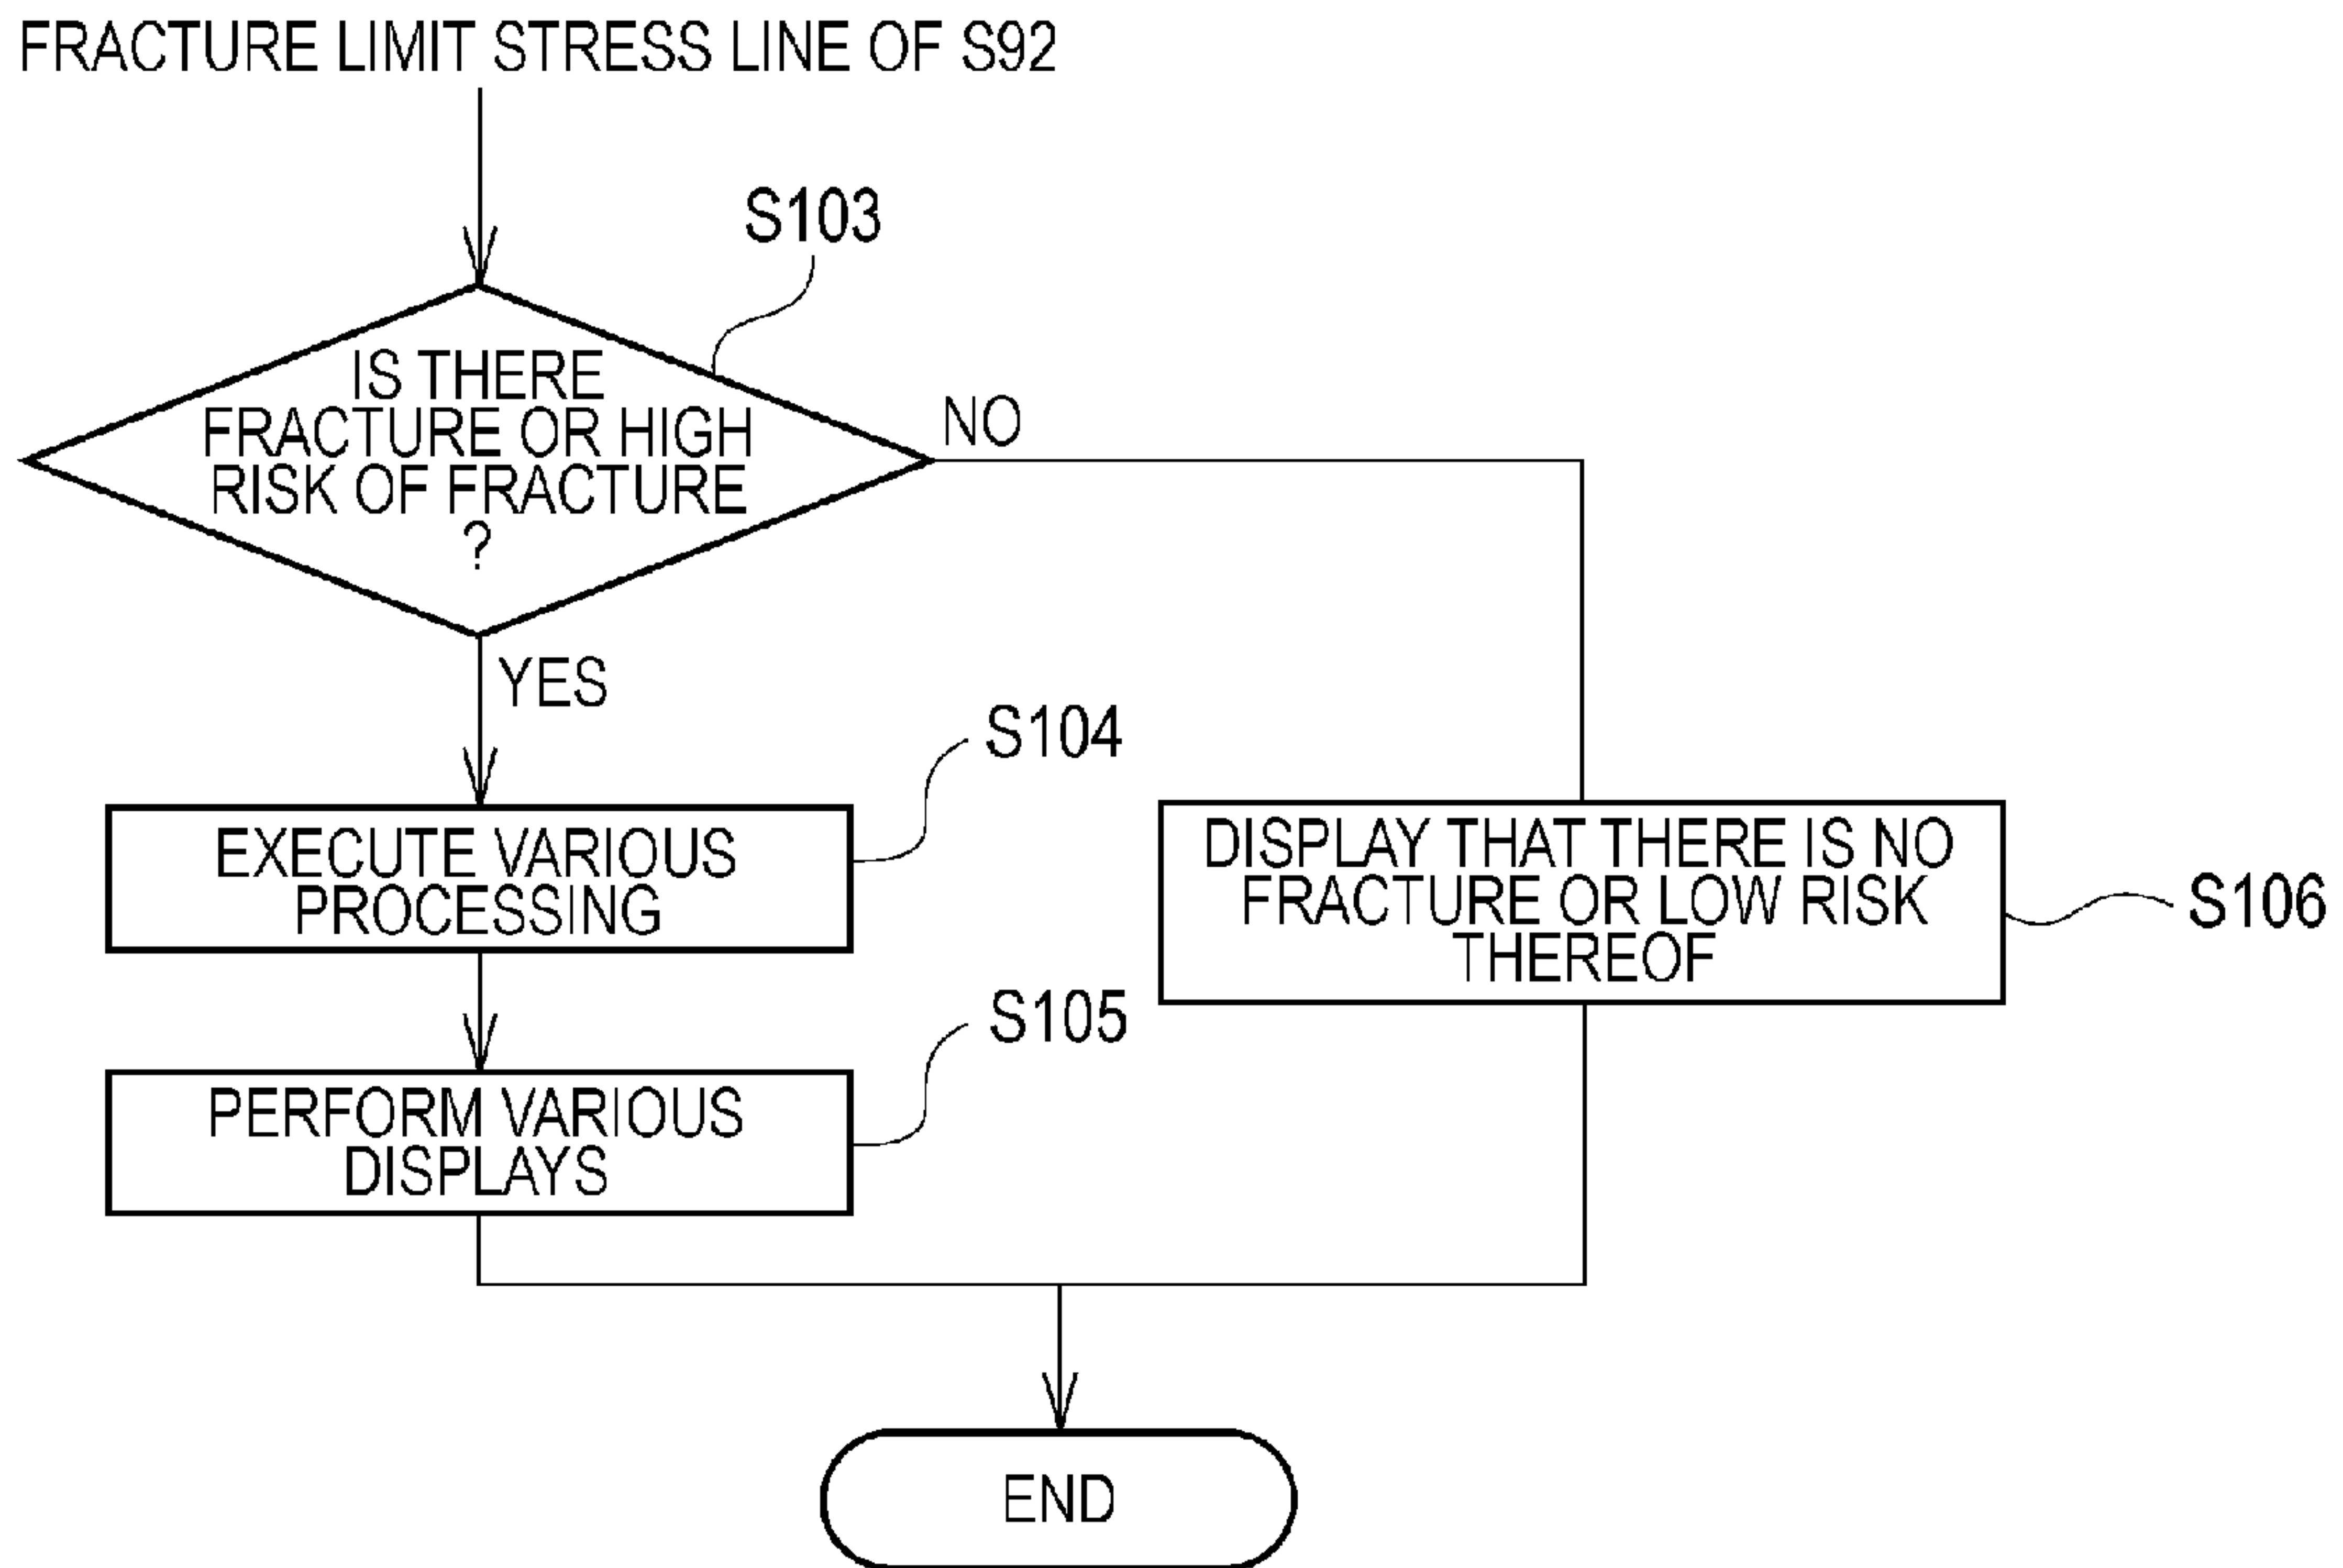 FRACTURE LIMIT STRESS LINE OF S92
S103
IS THERE
FRACTURE OR HIGH
RISK OF FRACTURE
?
NO
YES
S104
EXECUTE VARIOUS
PROCESSING
DISPLAY THAT THERE IS NO
FRACTURE OR LOW RISK
THEREOF
S106
S105
PERFORM VARIOUS
DISPLAYS
END